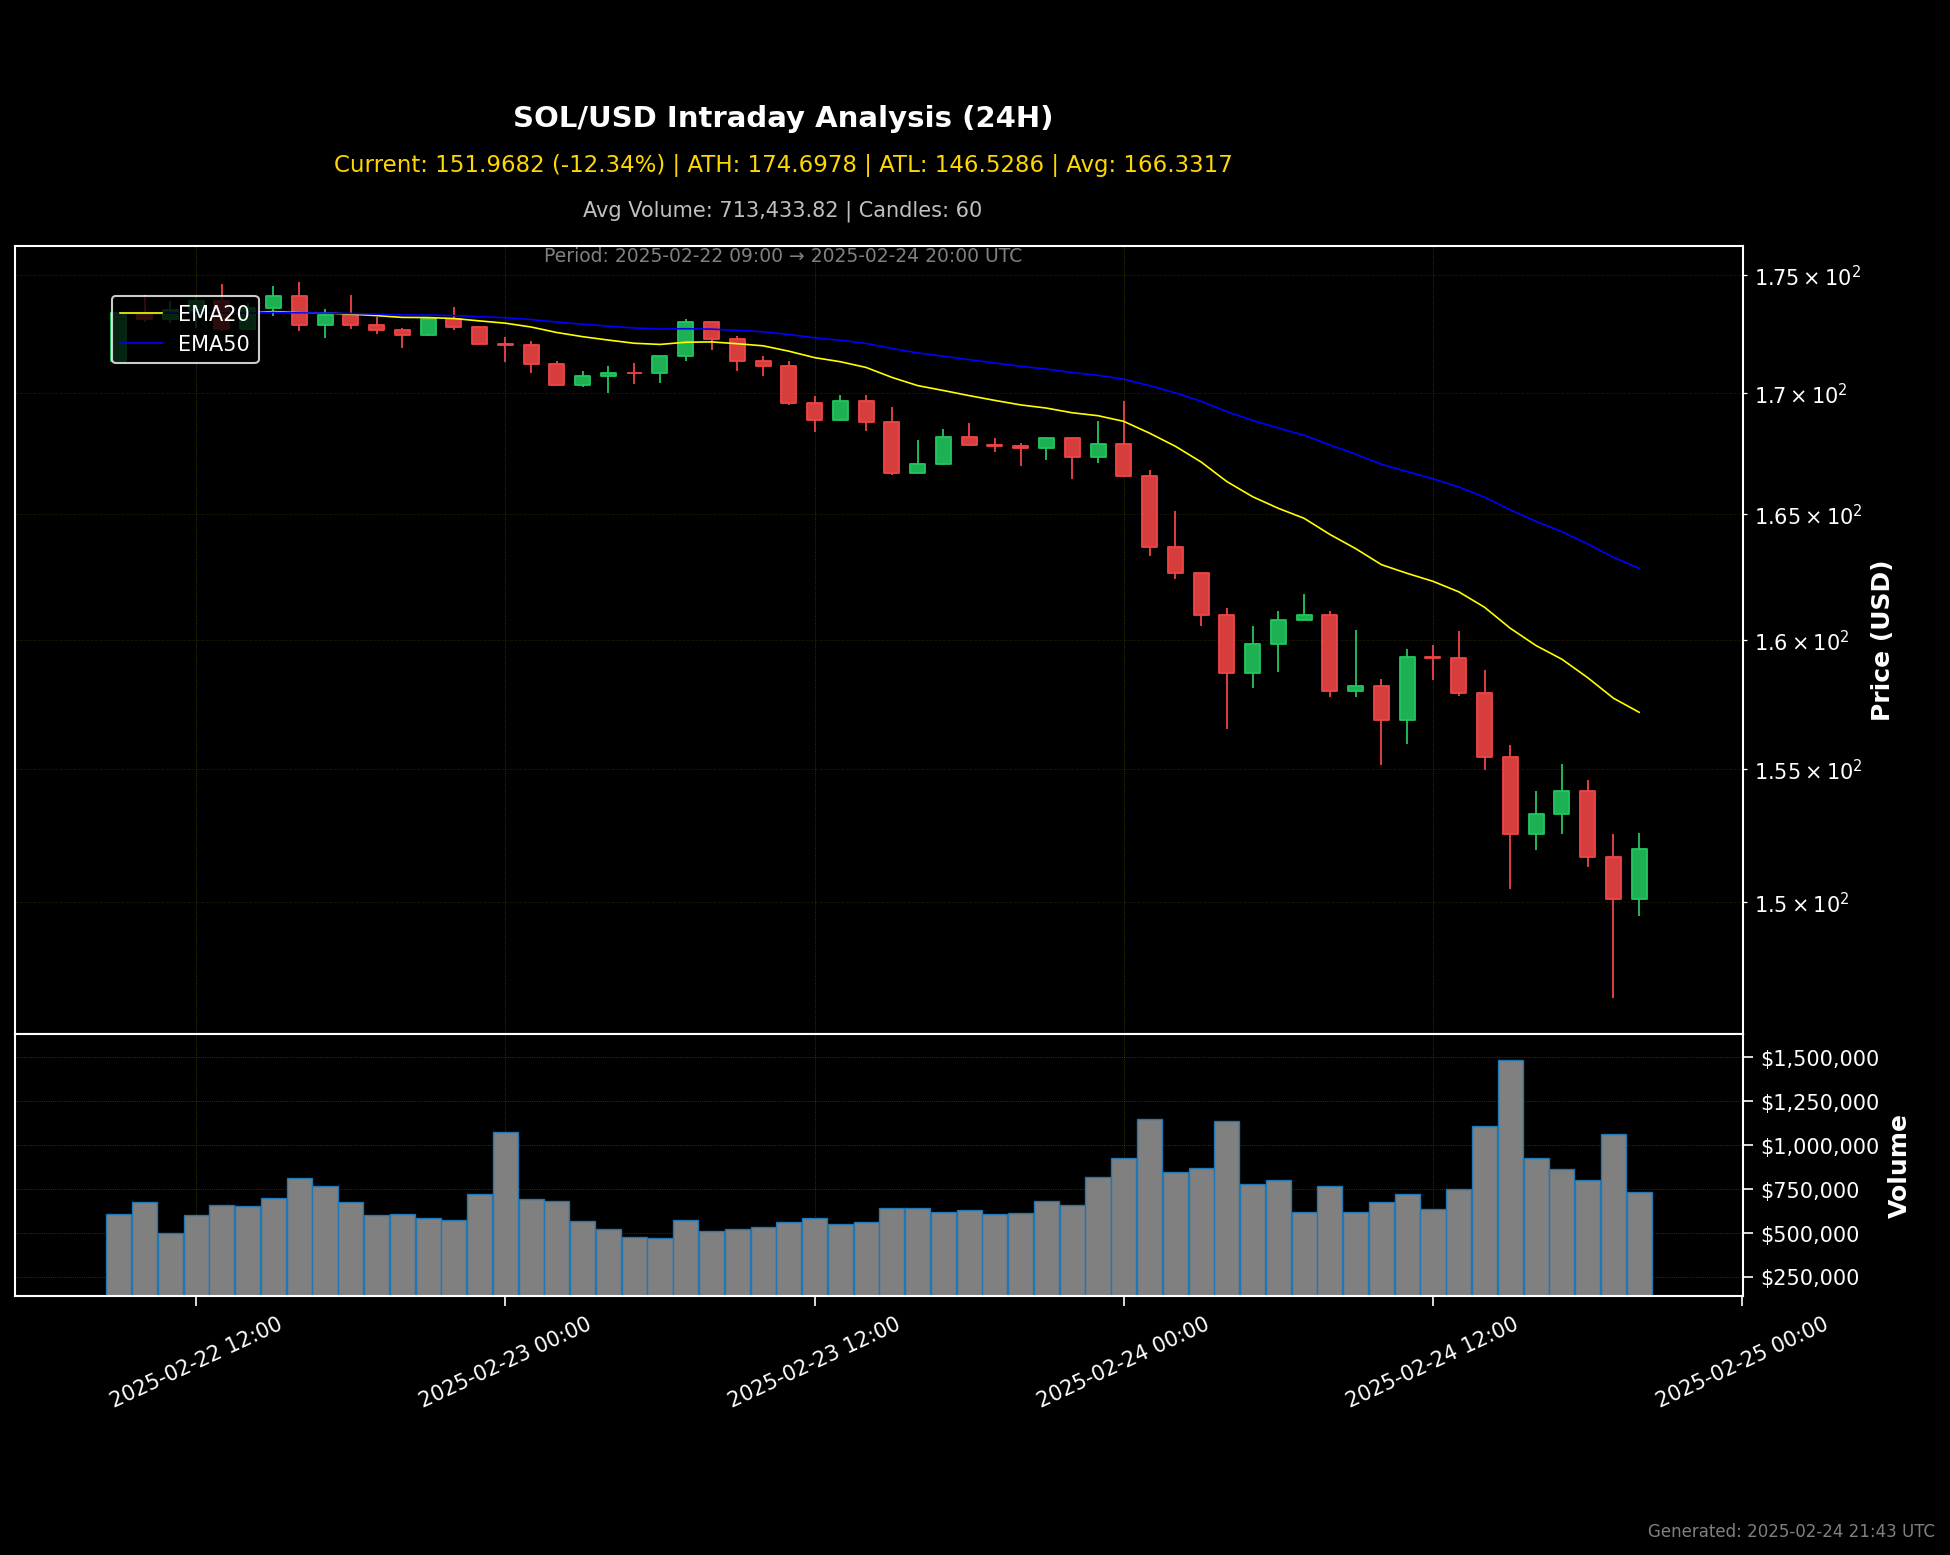 SOL/USD Intraday Analysis (24H)
Current: 151.9682 (-12.34%) | ATH: 174.6978 | ATL: 146.5286 | Avg: 166.3317
Avg Volume: 713,433.82 | Candles: 60
Period: 2025-02-22 09:00 → 2025-02-24 20:00 UTC
EMA20
EMA50
1.75 × 10²
1.7 × 10²
1.65 × 10²
1.6 × 10²
1.55 × 10²
1.5 × 10²
Price (USD)
$1,500,000
$1,250,000
$1,000,000
$750,000
$500,000
$250,000
Volume
2025-02-22 12:00
2025-02-23 00:00
2025-02-23 12:00
2025-02-24 00:00
2025-02-24 12:00
2025-02-25 00:00
Generated: 2025-02-24 21:43 UTC